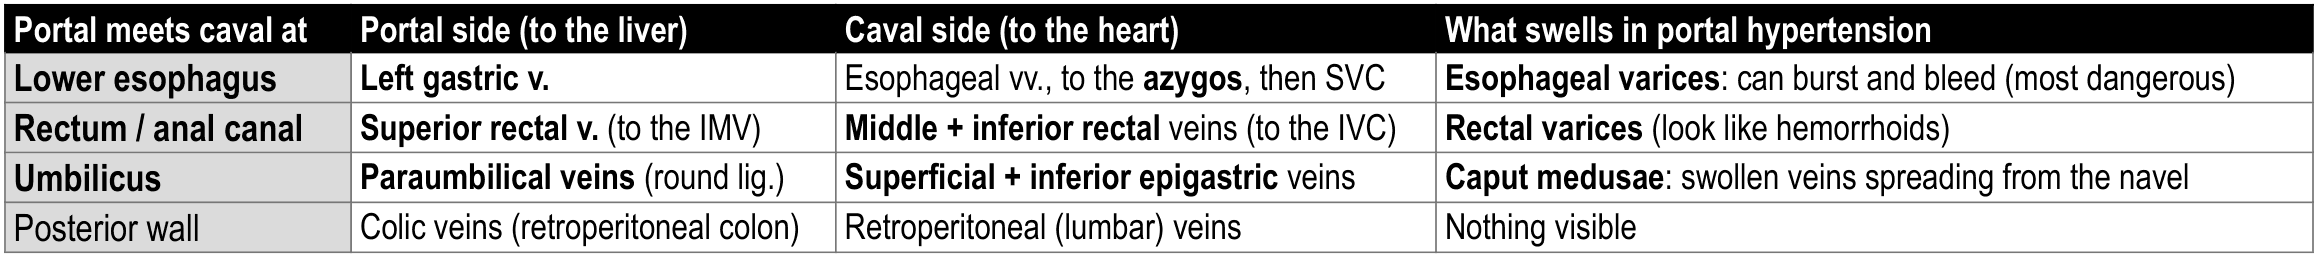 Portal meets caval at Portal side (to the liver) Caval side (to the heart) What swells in portal hypertension
Lower esophagus Left gastric v. Esophageal vv., to the azygos, then SVC Esophageal varices: can burst and bleed (most dangerous)
Rectum / anal canal Superior rectal v. (to the IMV) Middle + inferior rectal veins (to the IVC) Rectal varices (look like hemorrhoids)
Umbilicus Paraumbilical veins (round lig.) Superficial + inferior epigastric veins Caput medusae: swollen veins spreading from the navel
Posterior wall Colic veins (retroperitoneal colon) Retroperitoneal (lumbar) veins Nothing visible